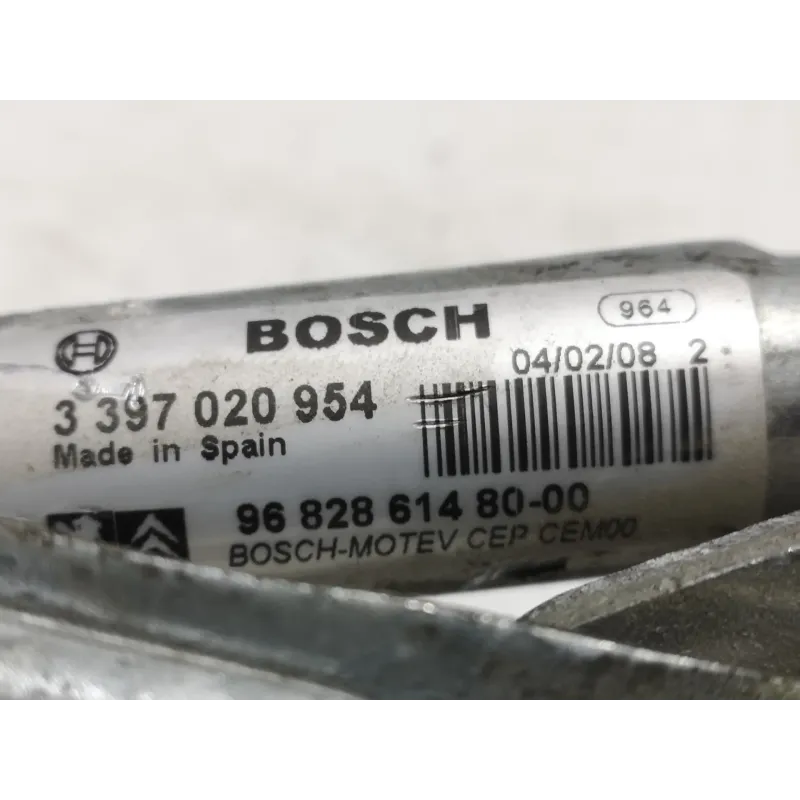 BOSCH
964
04/02/08 2
3 397 020 954
Made in Spain
96 828 614 80-00
BOSCH-MOTEV CEP CEM00